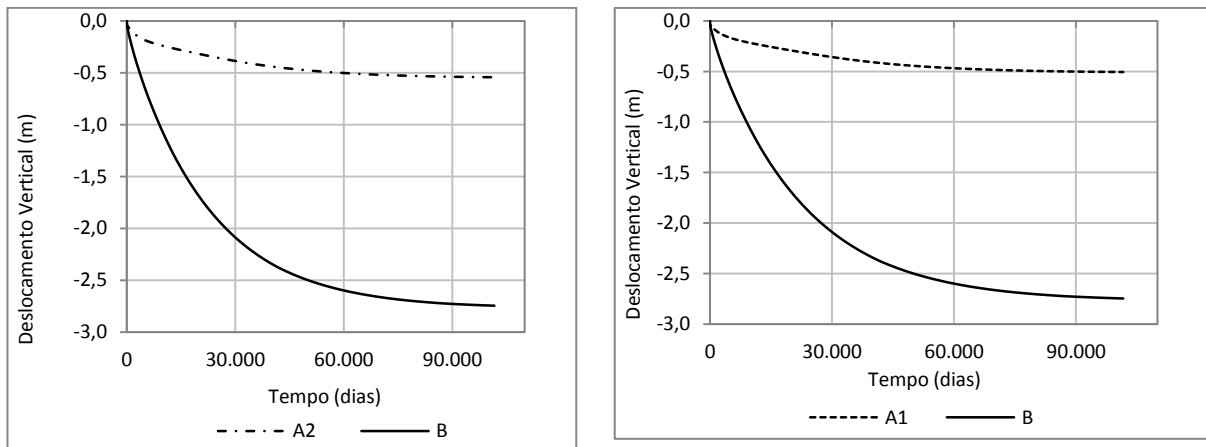 0,0
-0,5
-1,0
-1,5
-2,0
-2,5
-3,0
Deslocamento Vertical (m)
0 30.000 60.000 90.000
Tempo (dias)
A2 B
0,0
-0,5
-1,0
-1,5
-2,0
-2,5
-3,0
Deslocamento Vertical (m)
0 30.000 60.000 90.000
Tempo (dias)
A1 B